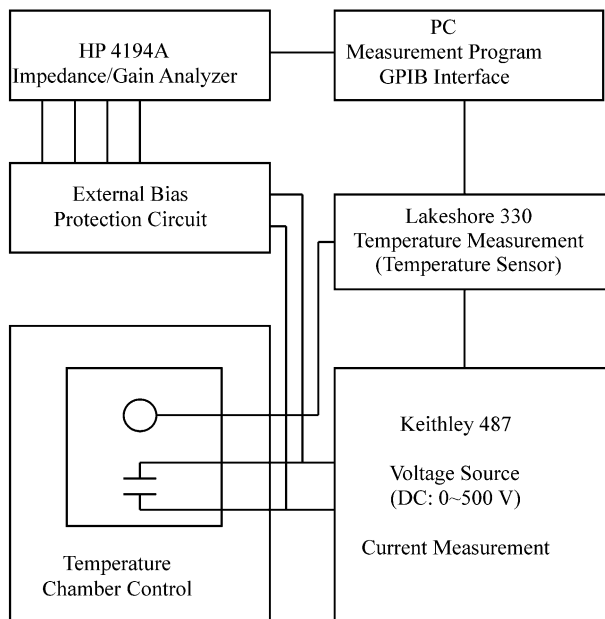 HP 4194A
Impedance/Gain Analyzer
PC
Measurement Program
GPIB Interface
External Bias
Protection Circuit
Lakeshore 330
Temperature Measurement
(Temperature Sensor)
Keithley 487
Voltage Source
(DC: 0~500 V)
Current Measurement
Temperature
Chamber Control